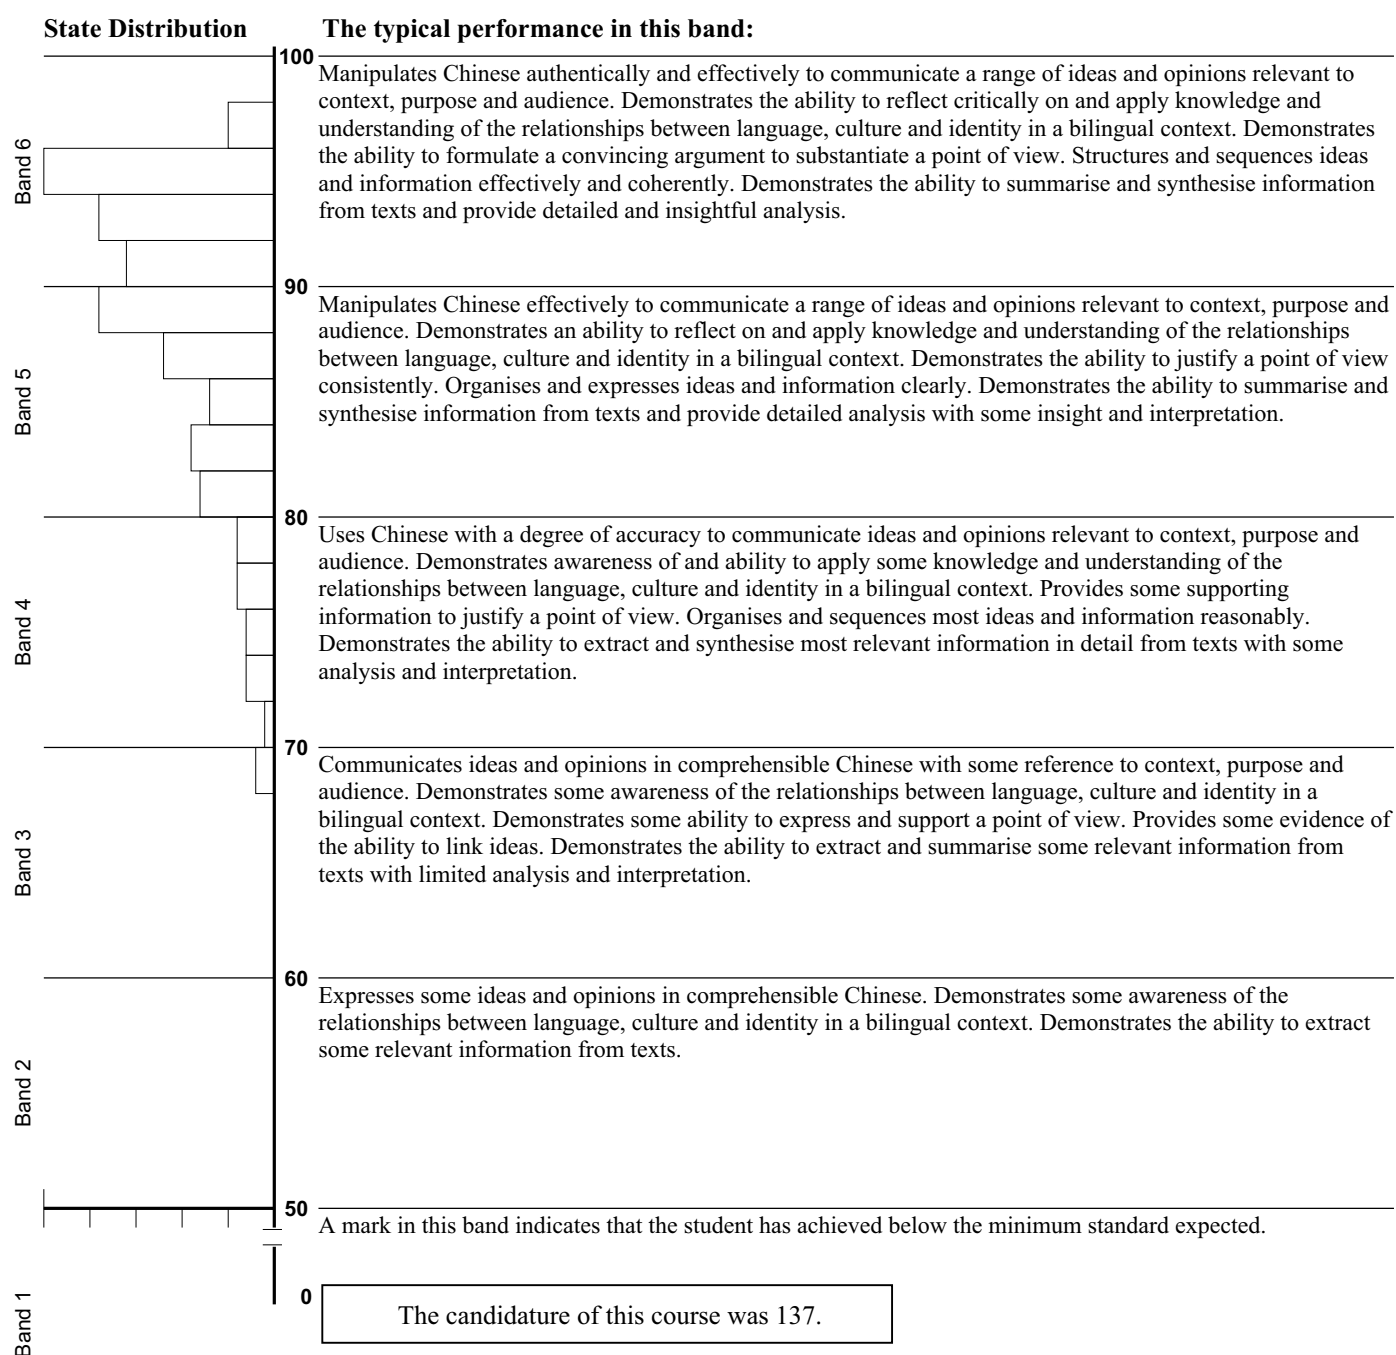 State Distribution
The typical performance in this band:
100
Manipulates Chinese authentically and effectively to communicate a range of ideas and opinions relevant to
context, purpose and audience. Demonstrates the ability to reflect critically on and apply knowledge and
understanding of the relationships between language, culture and identity in a bilingual context. Demonstrates
the ability to formulate a convincing argument to substantiate a point of view. Structures and sequences ideas
and information effectively and coherently. Demonstrates the ability to summarise and synthesise information
from texts and provide detailed and insightful analysis.
Band 6
90
Manipulates Chinese effectively to communicate a range of ideas and opinions relevant to context, purpose and
audience. Demonstrates an ability to reflect on and apply knowledge and understanding of the relationships
between language, culture and identity in a bilingual context. Demonstrates the ability to justify a point of view
consistently. Organises and expresses ideas and information clearly. Demonstrates the ability to summarise and
synthesise information from texts and provide detailed analysis with some insight and interpretation.
Band 5
80
Uses Chinese with a degree of accuracy to communicate ideas and opinions relevant to context, purpose and
audience. Demonstrates awareness of and ability to apply some knowledge and understanding of the
relationships between language, culture and identity in a bilingual context. Provides some supporting
information to justify a point of view. Organises and sequences most ideas and information reasonably.
Demonstrates the ability to extract and synthesise most relevant information in detail from texts with some
analysis and interpretation.
Band 4
70
Communicates ideas and opinions in comprehensible Chinese with some reference to context, purpose and
audience. Demonstrates some awareness of the relationships between language, culture and identity in a
bilingual context. Demonstrates some ability to express and support a point of view. Provides some evidence of
the ability to link ideas. Demonstrates the ability to extract and summarise some relevant information from
texts with limited analysis and interpretation.
Band 3
60
Expresses some ideas and opinions in comprehensible Chinese. Demonstrates some awareness of the
relationships between language, culture and identity in a bilingual context. Demonstrates the ability to extract
some relevant information from texts.
Band 2
50
A mark in this band indicates that the student has achieved below the minimum standard expected.
0
Band 1
The candidature of this course was 137.